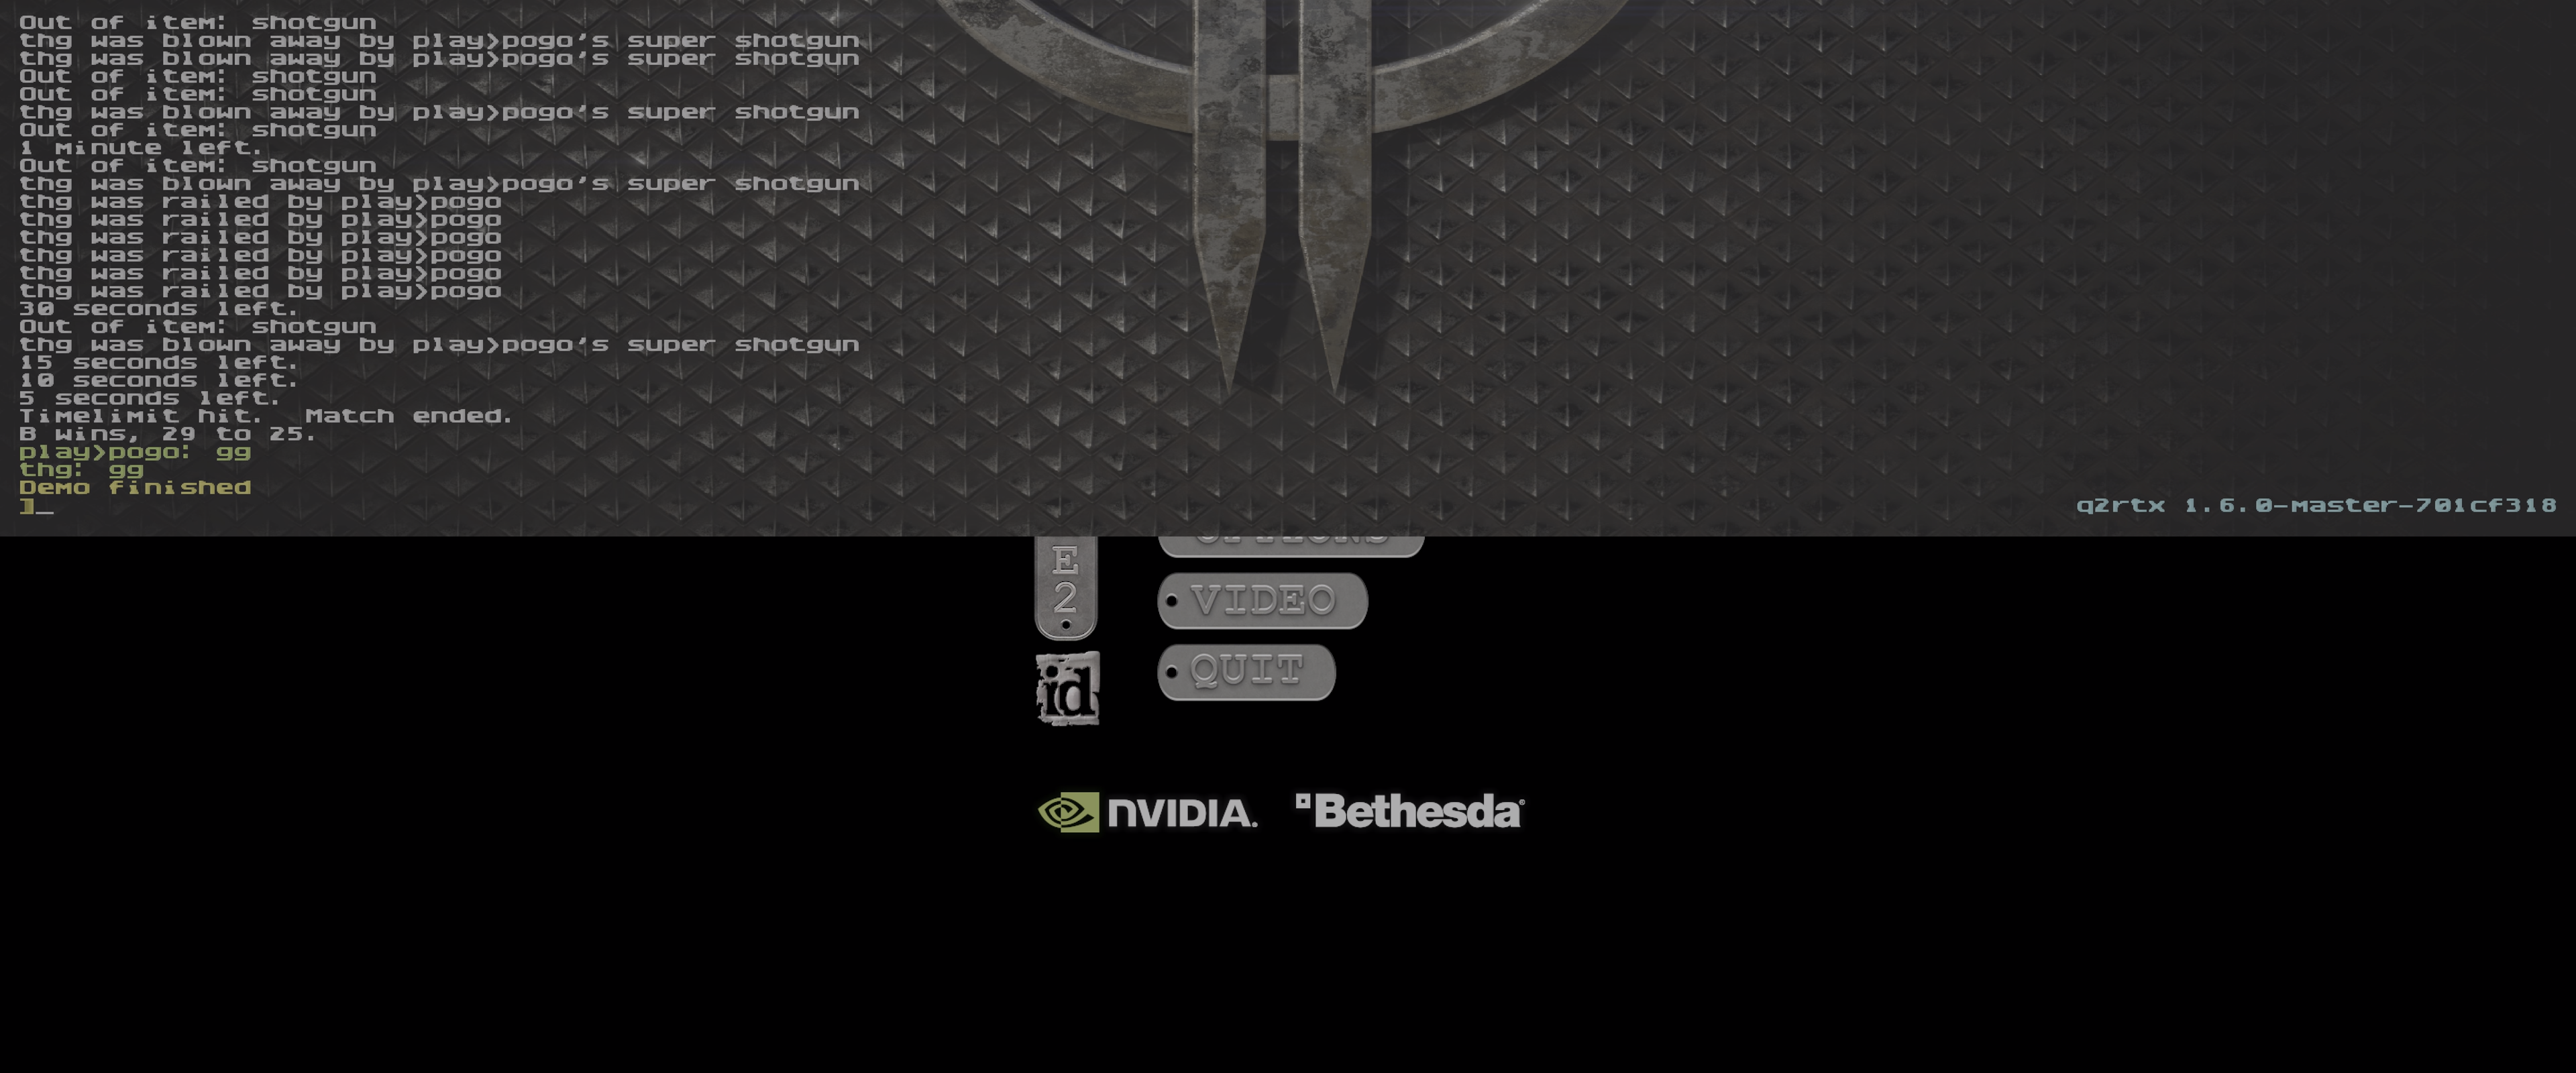 Out of item: shotgun
thg was blown away by play>pogo's super shotgun
thg was blown away by play>pogo's super shotgun
Out of item: shotgun
Out of item: shotgun
thg was blown away by play>pogo's super shotgun
Out of item: shotgun
1 minute left.
Out of item: shotgun
thg was blown away by play>pogo's super shotgun
thg was railed by play>pogo
thg was railed by play>pogo
thg was railed by play>pogo
thg was railed by play>pogo
thg was railed by play>pogo
thg was railed by play>pogo
30 seconds left.
Out of item: shotgun
thg was blown away by play>pogo's super shotgun
15 seconds left.
10 seconds left.
5 seconds left.
Timelimit hit.  Match ended.
B wins, 29 to 25.
play>pogo:  gg
thg:  gg
Demo finished
]_
q2rtx 1.6.0-master-701cf318
OPTIONS
E
2
VIDEO
id
QUIT
NVIDIA.
Bethesda®